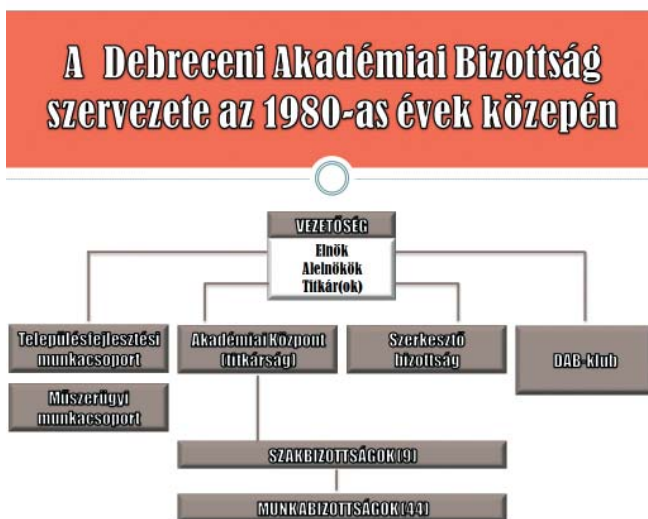 A Debreceni Akadémiai Bizottság
szervezete az 1980-as évek közepén
VEZETŐSÉG
Elnök
Alelnökök
Titkár(ok)
Településfejlesztési
munkacsoport
Akadémiai Központ
(titkárság)
Szerkesztő
bizottság
DAB-klub
Műszerügyi
munkacsoport
SZAKBIZOTTSÁGOK (9)
MUNKABIZOTTSÁGOK (44)